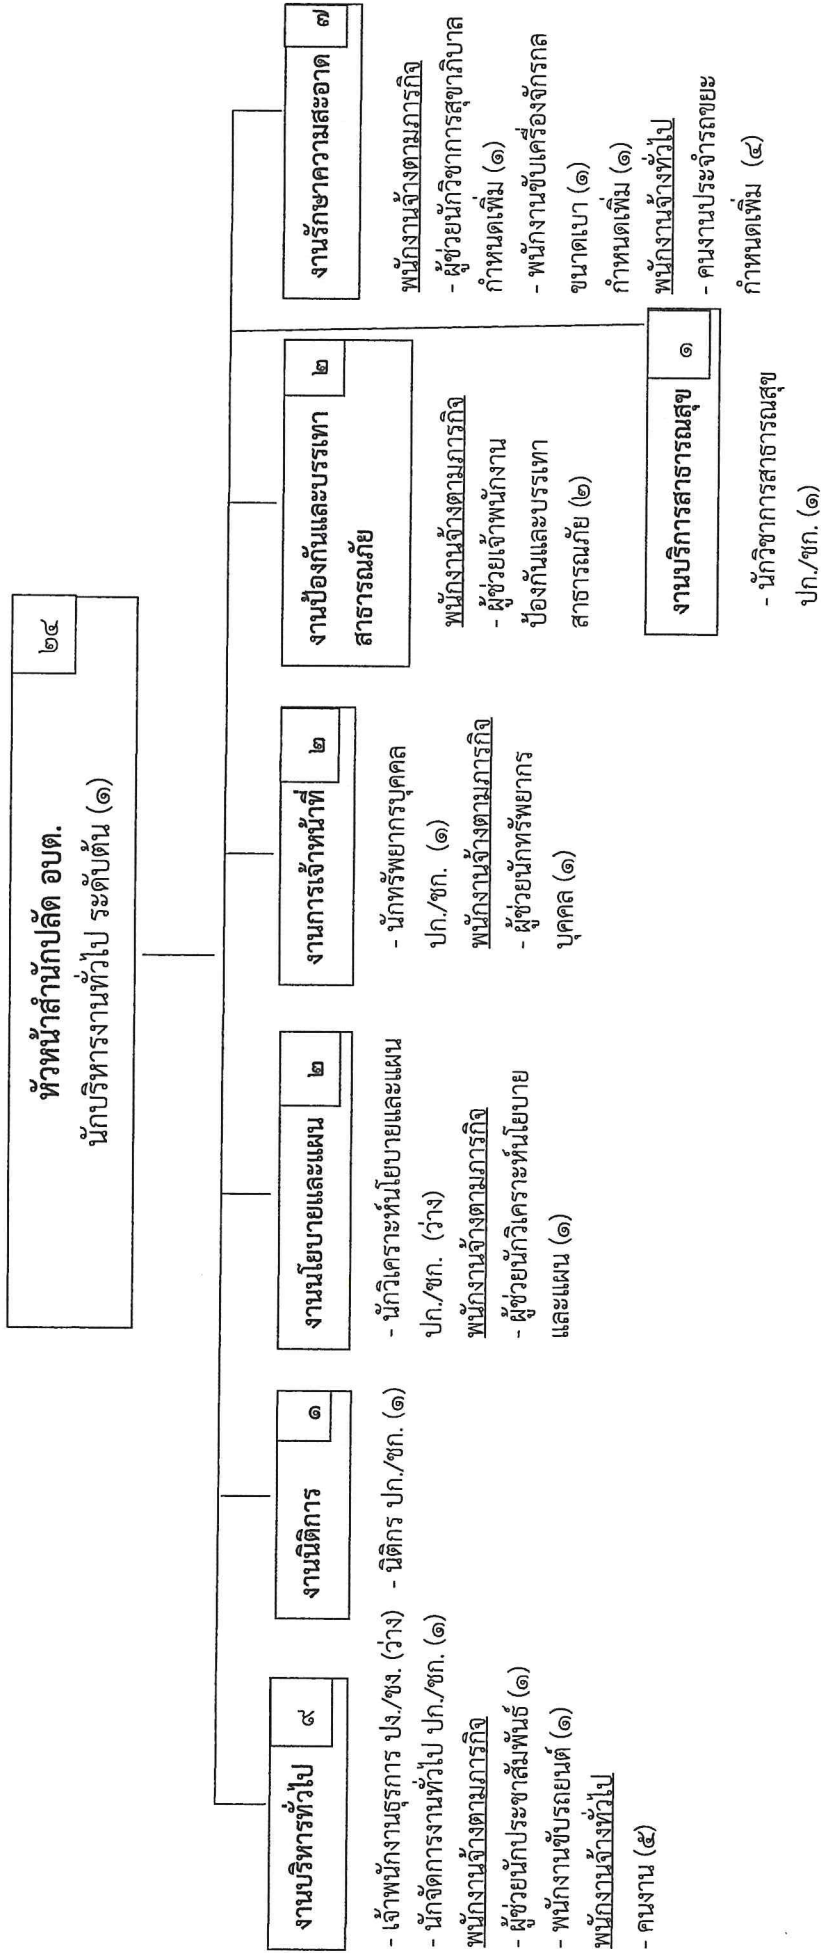 หัวหน้าสำนักปลัด อบต.
นักบริหารงานทั่วไป ระดับต้น (๑)
๒๔
งานบริหารทั่วไป
๙
- เจ้าพนักงานธุรการ ปง./ชง. (ว่าง)
- นักจัดการงานทั่วไป ปก./ชก. (๑)
พนักงานจ้างตามภารกิจ
- ผู้ช่วยนักประชาสัมพันธ์ (๑)
- พนักงานขับรถยนต์ (๑)
พนักงานจ้างทั่วไป
- คนงาน (๕)
งานนิติการ
๑
- นิติกร ปก./ชก. (๑)
งานนโยบายและแผน
๒
- นักวิเคราะห์นโยบายและแผน
ปก./ชก. (ว่าง)
พนักงานจ้างตามภารกิจ
- ผู้ช่วยนักวิเคราะห์นโยบาย
และแผน (๑)
งานการเจ้าหน้าที่
๒
- นักทรัพยากรบุคคล
ปก./ชก. (๑)
พนักงานจ้างตามภารกิจ
- ผู้ช่วยนักทรัพยากร
บุคคล (๑)
งานป้องกันและบรรเทา
สาธารณภัย
๒
พนักงานจ้างตามภารกิจ
- ผู้ช่วยเจ้าพนักงาน
ป้องกันและบรรเทา
สาธารณภัย (๒)
งานรักษาความสะอาด
๗
พนักงานจ้างตามภารกิจ
- ผู้ช่วยนักวิชาการสุขาภิบาล
กำหนดเพิ่ม (๑)
- พนักงานขับเครื่องจักรกล
ขนาดเบา (๑)
กำหนดเพิ่ม (๑)
พนักงานจ้างทั่วไป
- คนงานประจำรถขยะ
กำหนดเพิ่ม (๔)
งานบริการสาธารณสุข
๑
- นักวิชาการสาธารณสุข
ปก./ชก. (๑)